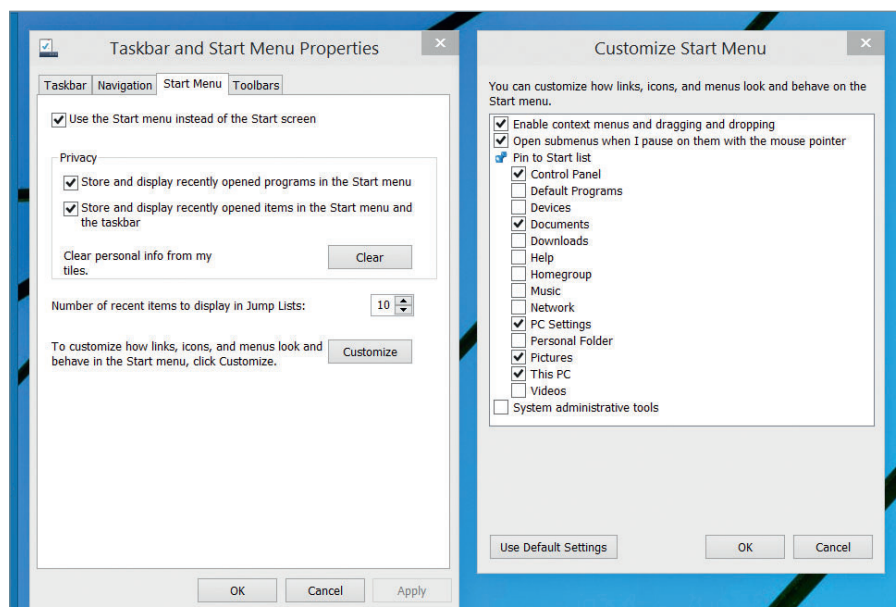 Taskbar and Start Menu Properties
Taskbar Navigation Start Menu Toolbars
Use the Start menu instead of the Start screen
Privacy
Store and display recently opened programs in the Start menu
Store and display recently opened items in the Start menu and
the taskbar
Clear personal info from my
tiles.
Clear
Number of recent items to display in Jump Lists:
10
To customize how links, icons, and menus look and
behave in the Start menu, click Customize.
Customize
OK Cancel Apply
Customize Start Menu
You can customize how links, icons, and menus look and behave on the
Start menu.
Enable context menus and dragging and dropping
Open submenus when I pause on them with the mouse pointer
Pin to Start list
Control Panel
Default Programs
Devices
Documents
Downloads
Help
Homegroup
Music
Network
PC Settings
Personal Folder
Pictures
This PC
Videos
System administrative tools
Use Default Settings OK Cancel